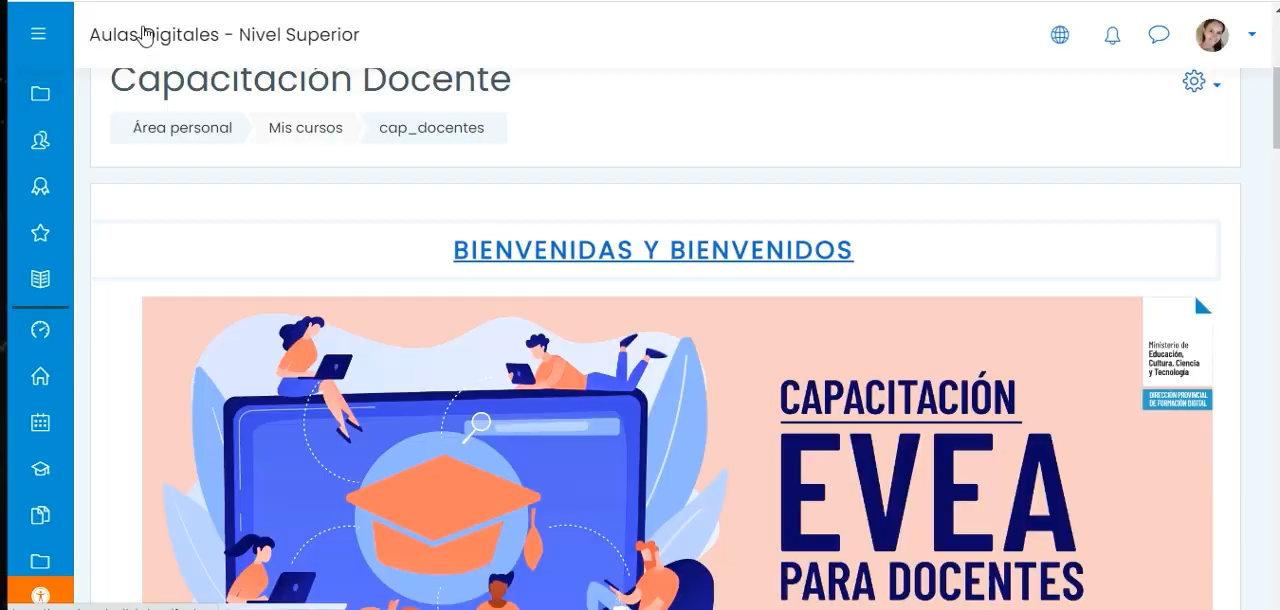 Aulas Digitales - Nivel Superior
Capacitación Docente
Área personal
Mis cursos
cap_docentes
BIENVENIDAS Y BIENVENIDOS
Ministerio de
Educación,
Cultura, Ciencia
y Tecnología
DIRECCIÓN PROVINCIAL
DE FORMACIÓN DIGITAL
CAPACITACIÓN
EVEA
PARA DOCENTES